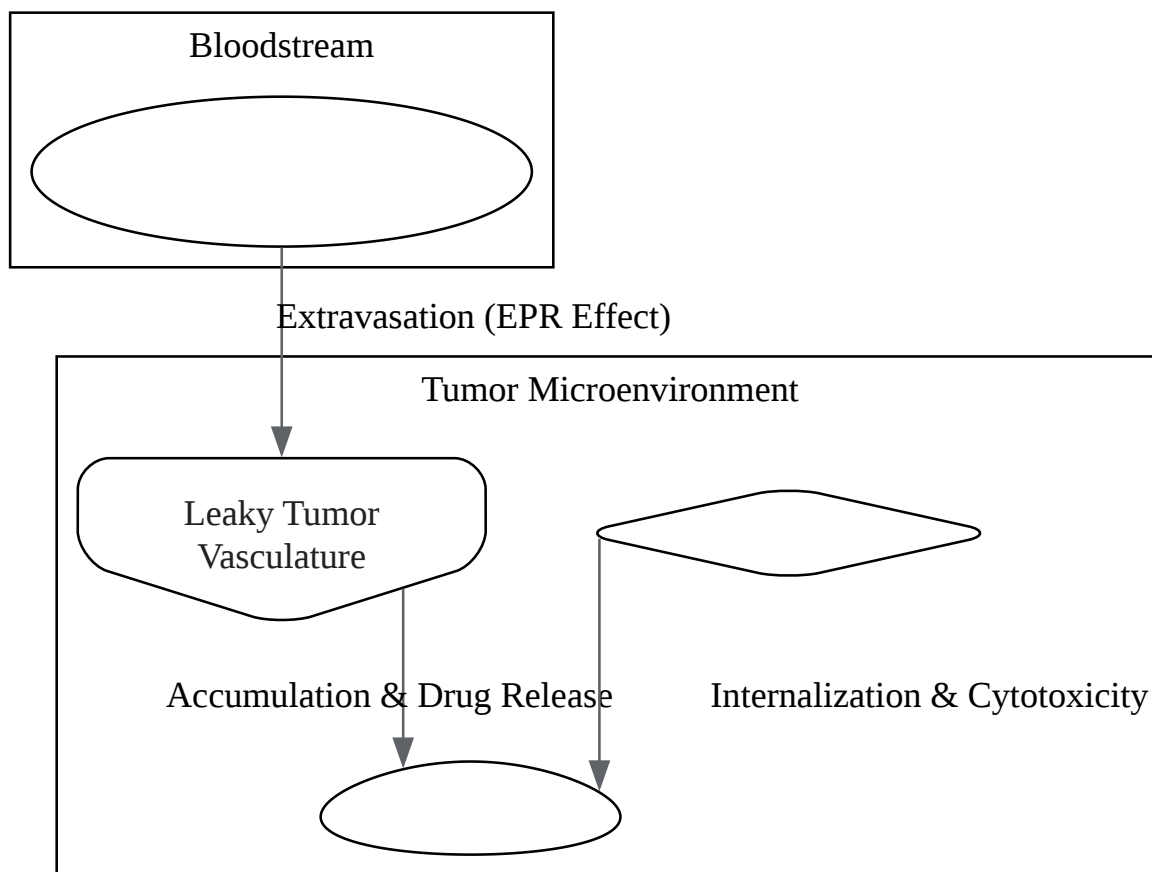 Bloodstream
Extravasation (EPR Effect)
Tumor Microenvironment
Leaky Tumor
Vasculature
Accumulation & Drug Release
Internalization & Cytotoxicity